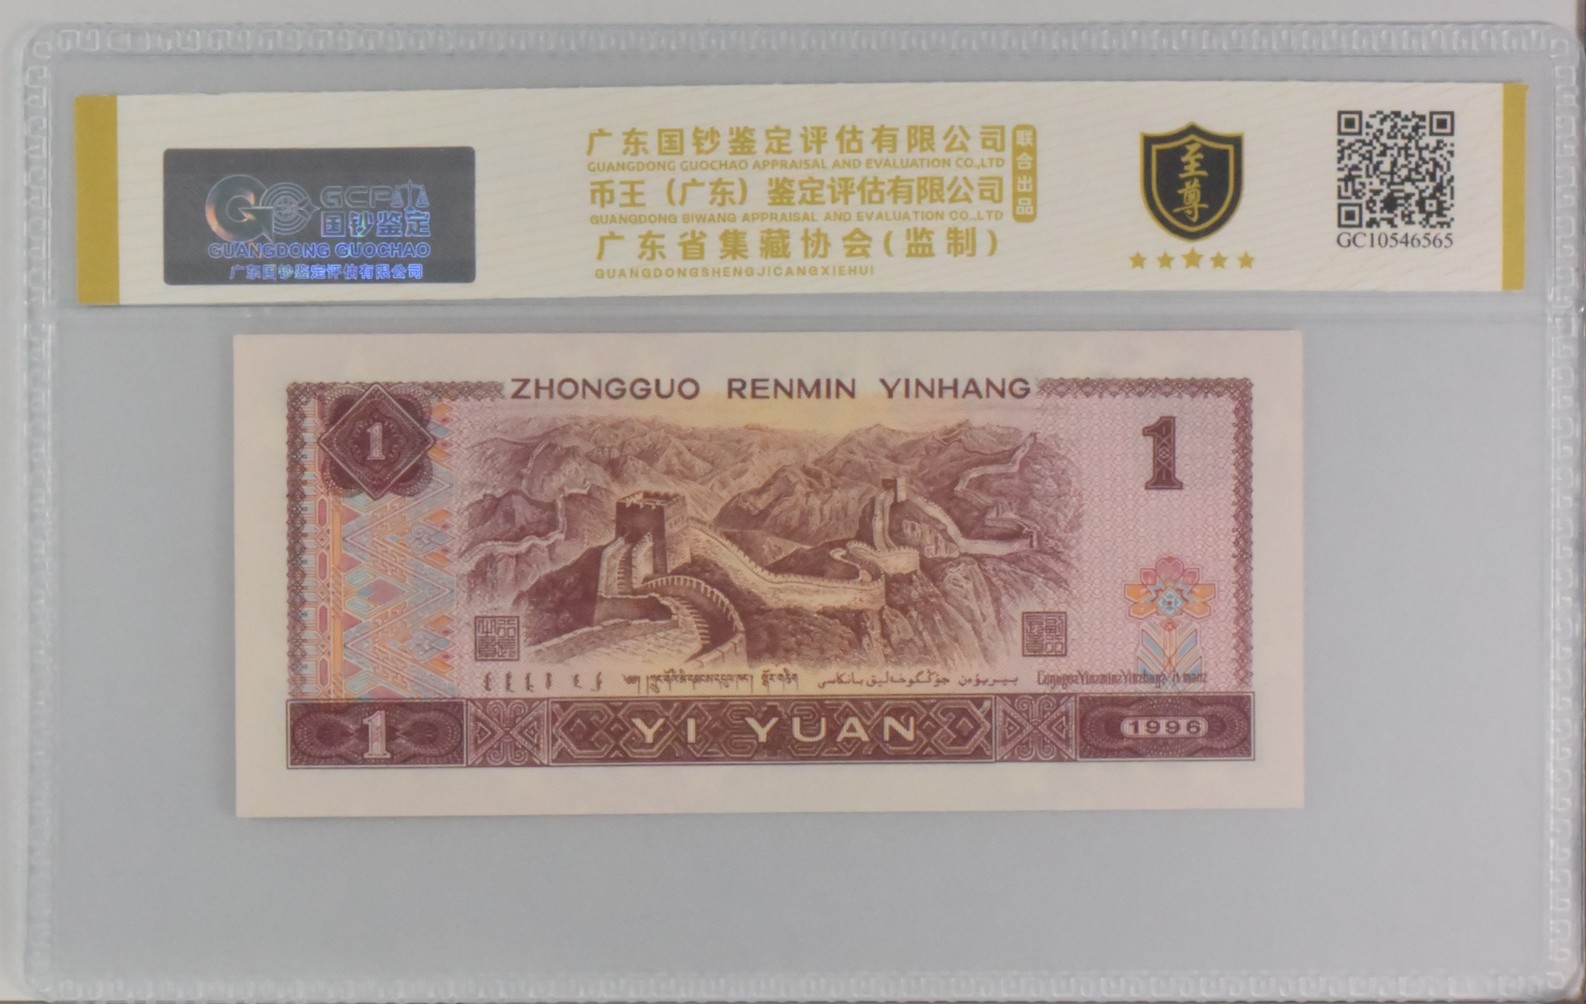 GCP
国钞鉴定
GUANGDONG GUOCHAO
广东国钞鉴定评估有限公司
广东国钞鉴定评估有限公司
GUANGDONG GUOCHAO APPRAISAL AND EVALUATION CO.,LTD
币王（广东）鉴定评估有限公司
GUANGDONG BIWANG APPRAISAL AND EVALUATION CO.,LTD
广东省集藏协会(监制)
GUANGDONGSHENGJICANGXIEHUI
联合出品
至尊
GC10546565
ZHONGGUO RENMIN YINHANG
1
1
1
YI YUAN
1996